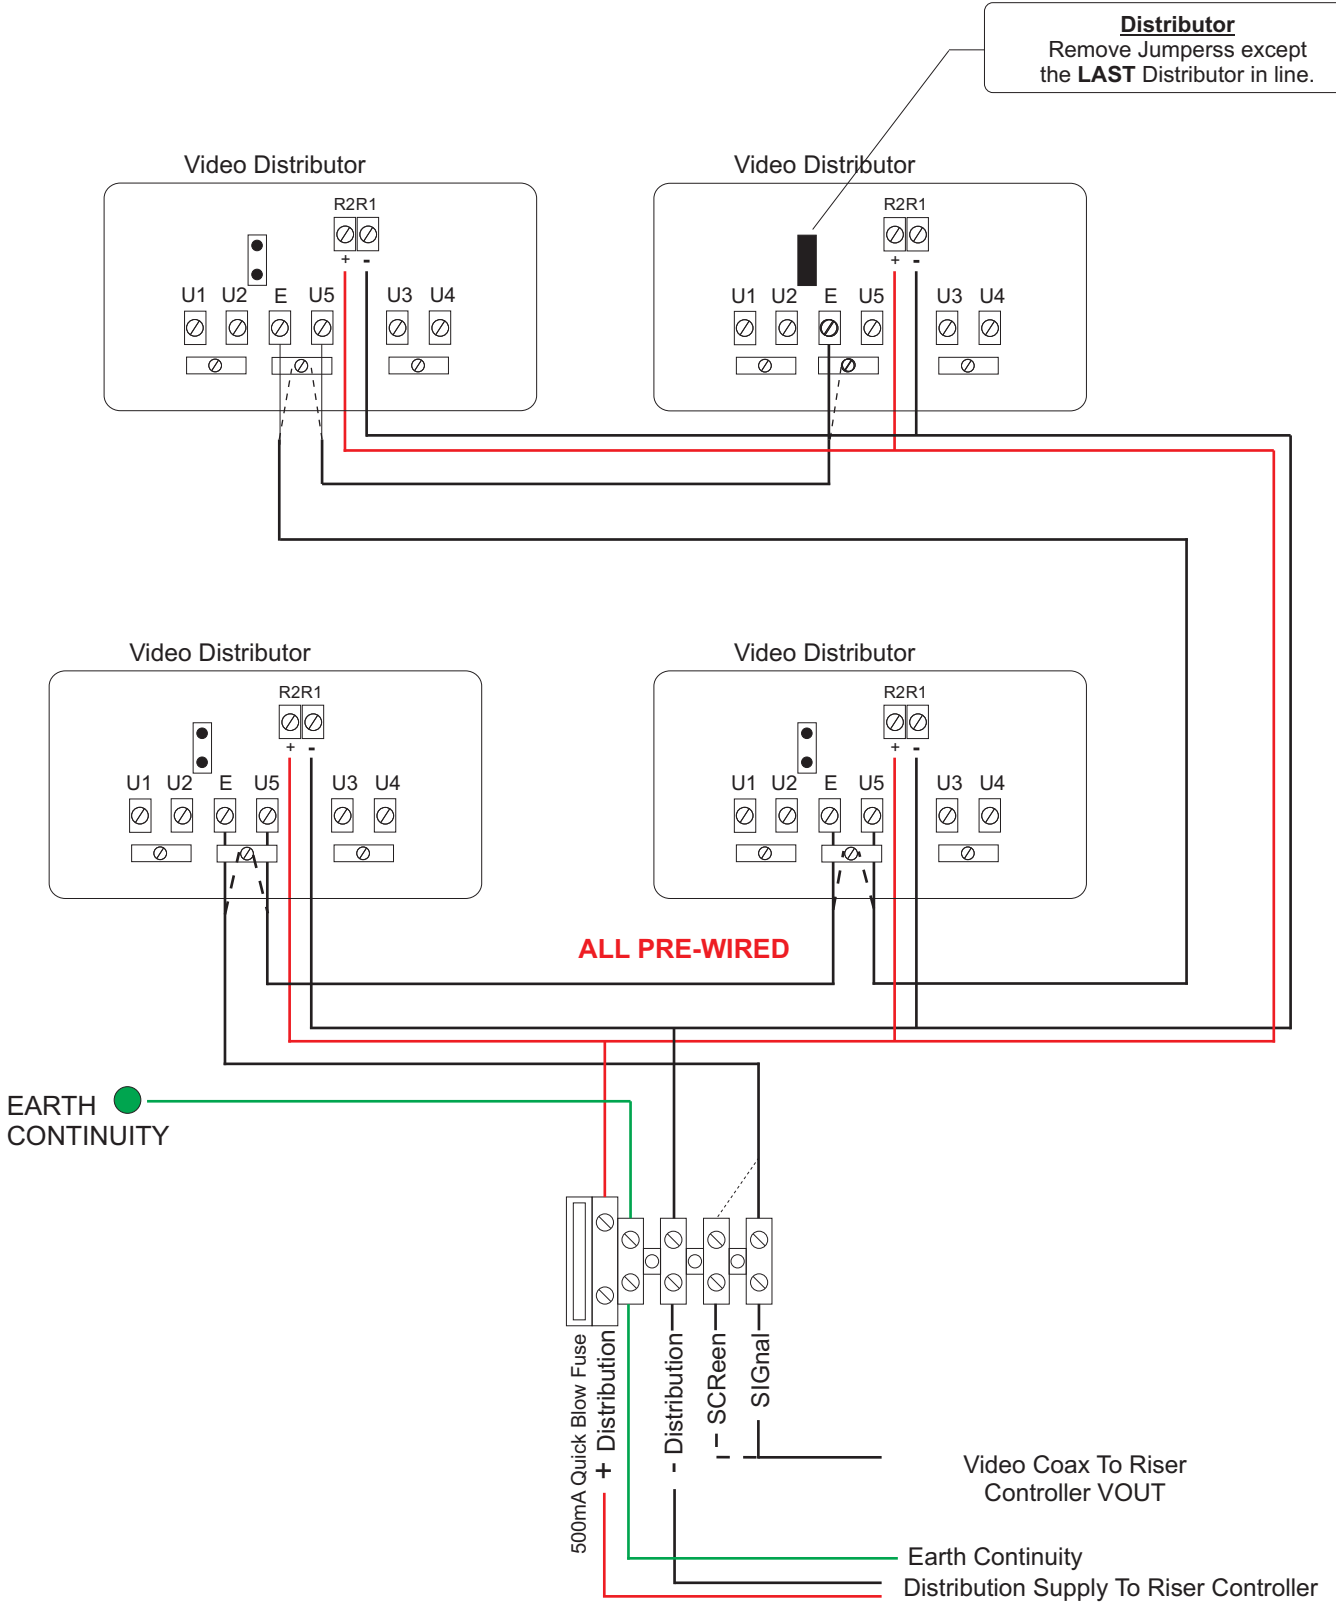 Distributor
Remove Jumperss except
the LAST Distributor in line.
Video Distributor
R2R1
+ -
U1 U2 E U5 U3 U4
Video Distributor
R2R1
+ -
U1 U2 E U5 U3 U4
Video Distributor
R2R1
+ -
U1 U2 E U5 U3 U4
Video Distributor
R2R1
+ -
U1 U2 E U5 U3 U4
ALL PRE-WIRED
EARTH
CONTINUITY
500mA Quick Blow Fuse
+ Distribution
- Distribution
SCReen
SIGnal
Video Coax To Riser
Controller VOUT
Earth Continuity
Distribution Supply To Riser Controller